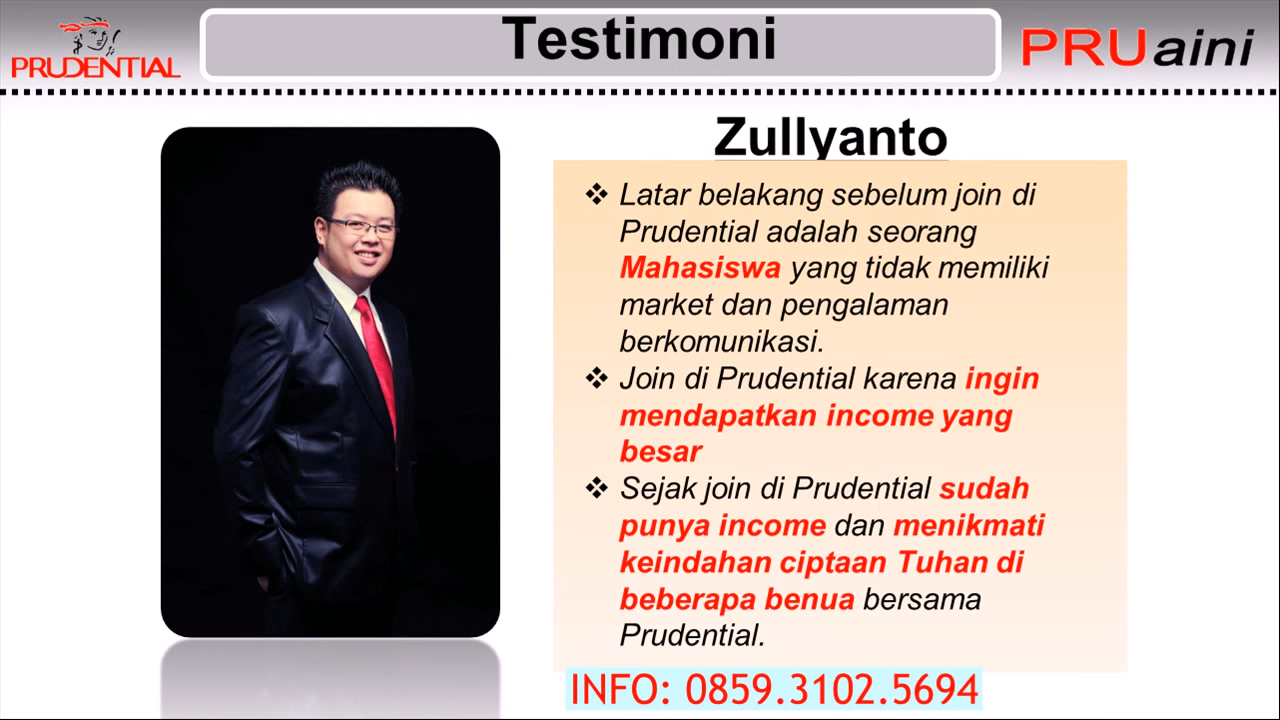 Testimoni
PRUDENTIAL
PRUaini
Zullyanto
❖ Latar belakang sebelum join di
Prudential adalah seorang
Mahasiswa yang tidak memiliki
market dan pengalaman
berkomunikasi.
❖ Join di Prudential karena ingin
mendapatkan income yang
besar
❖ Sejak join di Prudential sudah
punya income dan menikmati
keindahan ciptaan Tuhan di
beberapa benua bersama
Prudential.
INFO: 0859.3102.5694